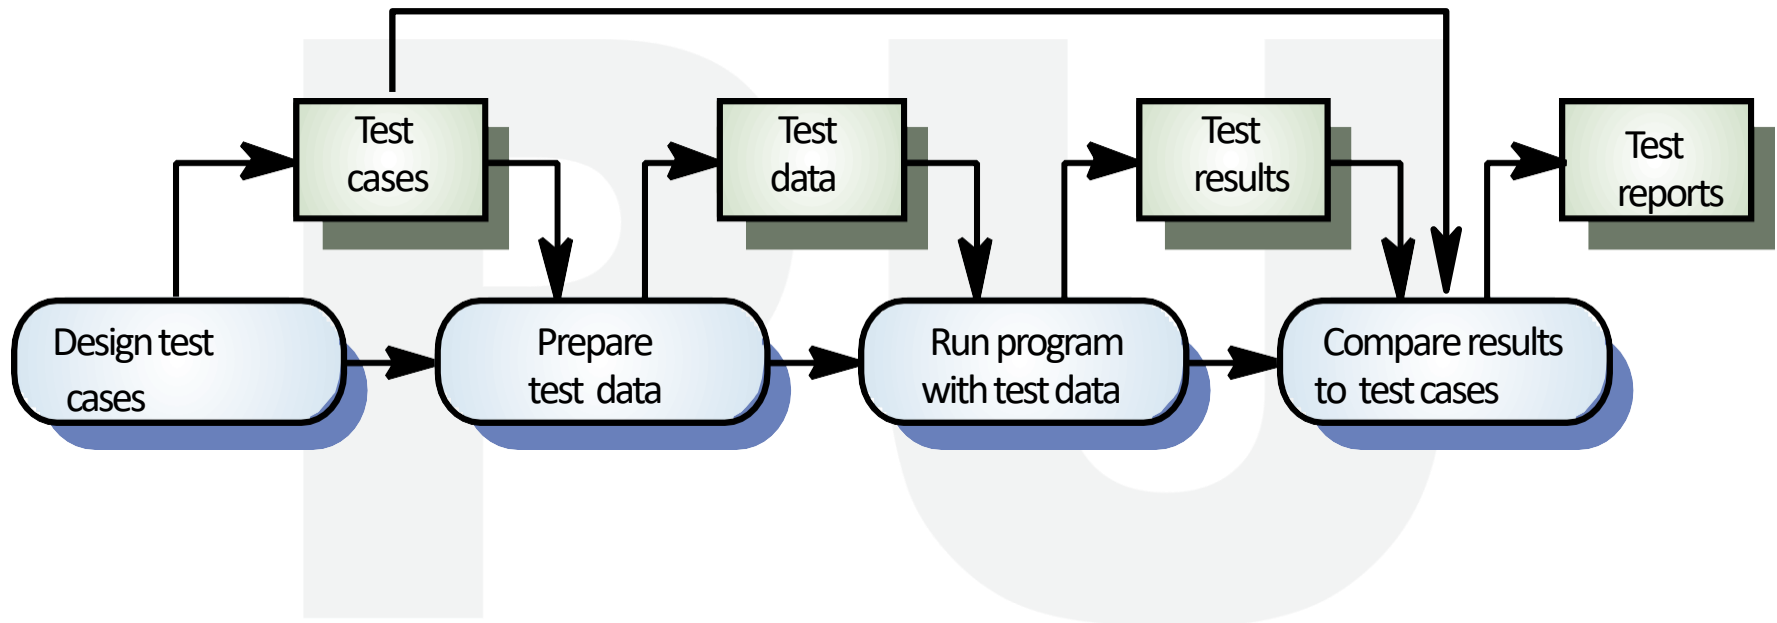 Test
cases
Test
data
Test
results
Test
reports
Design test
cases
Prepare
test data
Run program
with test data
Compare results
to test cases
PU